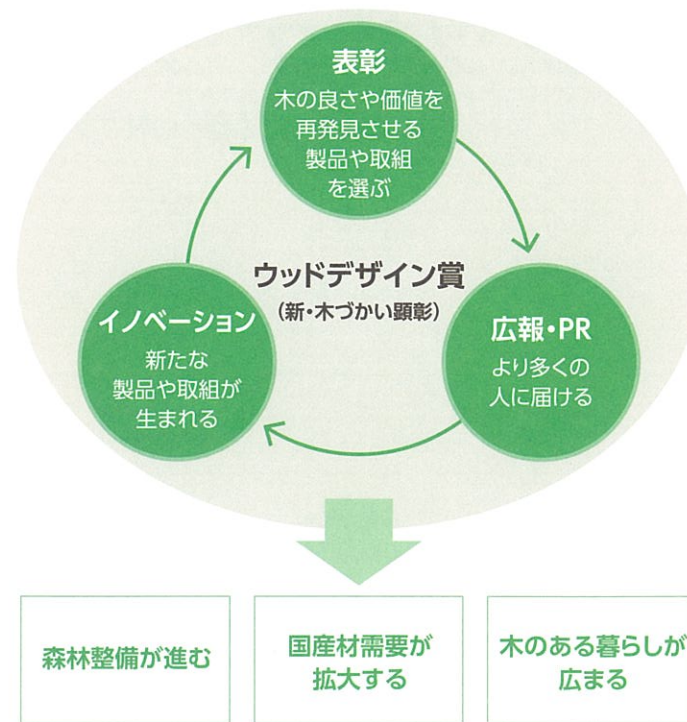 表彰
木の良さや価値を
再発見させる
製品や取組
を選ぶ
ウッドデザイン賞
(新・木づかい顕彰)
イノベーション
新たな
製品や取組が
生まれる
広報・PR
より多くの
人に届ける
森林整備が進む
国産材需要が
拡大する
木のある暮らしが
広まる